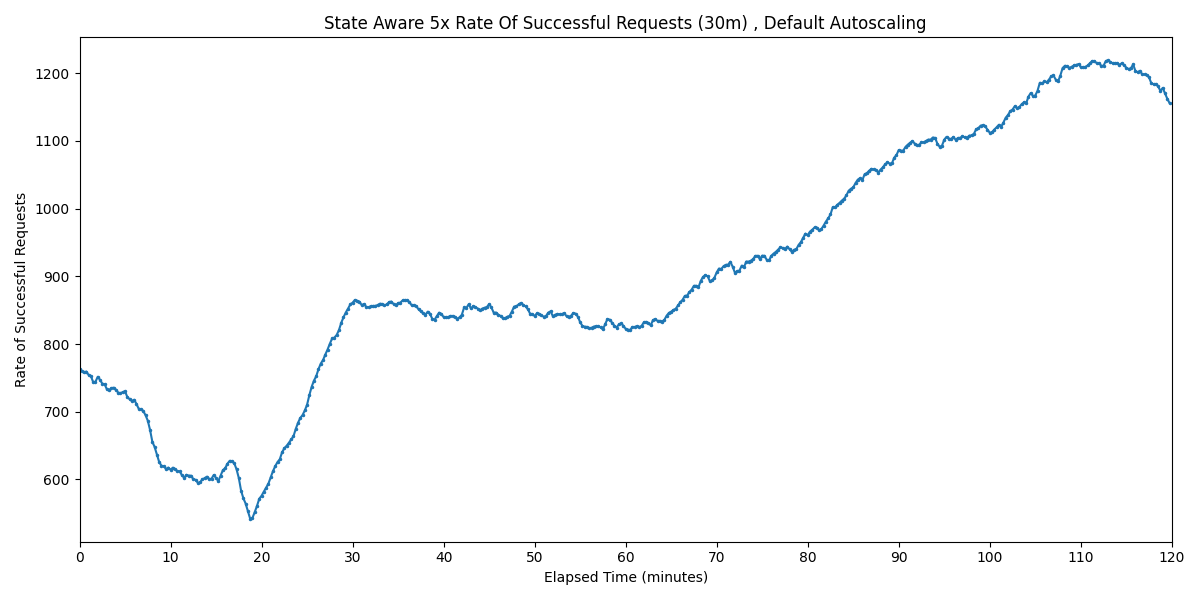 State Aware 5x Rate Of Successful Requests (30m) , Default Autoscaling
Rate of Successful Requests
1200
1100
1000
900
800
700
600
0 10 20 30 40 50 60 70 80 90 100 110 120
Elapsed Time (minutes)